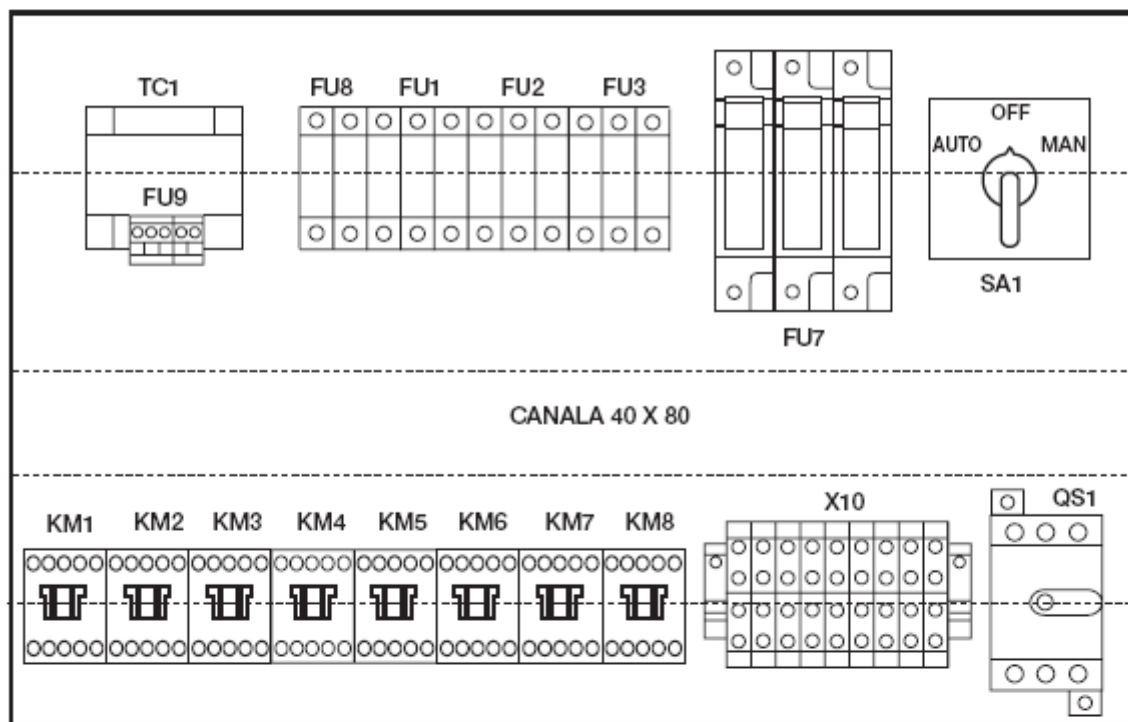 TC1
FU8 FU1 FU2 FU3
OFF
AUTO MAN
FU9
SA1
FU7
CANALA 40 X 80
KM1 KM2 KM3 KM4 KM5 KM6 KM7 KM8
X10
QS1